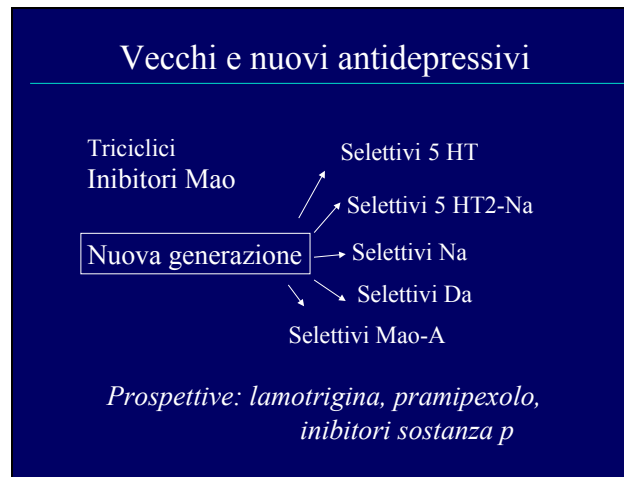 Vecchi e nuovi antidepressivi
Triciclici
Inibitori Mao
Nuova generazione
Selettivi 5 HT
Selettivi 5 HT2-Na
Selettivi Na
Selettivi Da
Selettivi Mao-A
Prospettive: lamotrigina, pramipexolo,
inibitori sostanza p